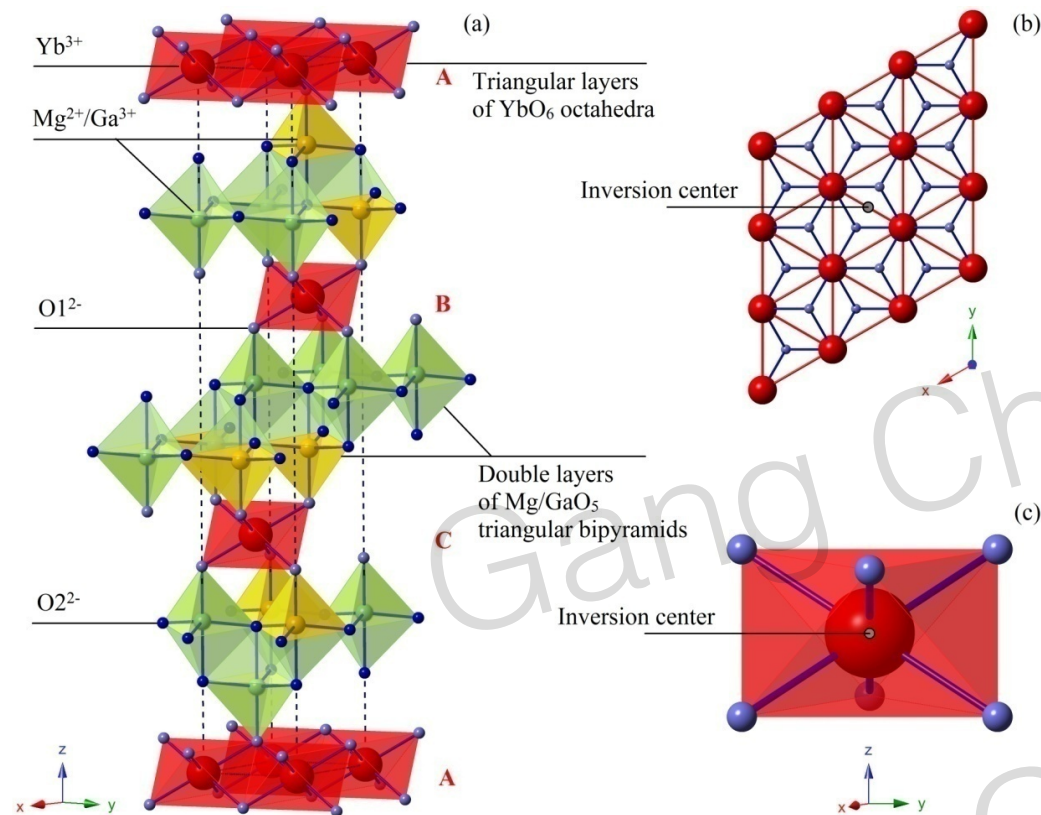 (a)
Yb³⁺
A
Triangular layers
of YbO₆ octahedra
Mg²⁺/Ga³⁺
O1²⁻
B
Double layers
of Mg/GaO₅
triangular bipyramids
C
O2²⁻
A
z
x
y
(b)
Inversion center
y
x
(c)
Inversion center
z
x
y
Gang Ch